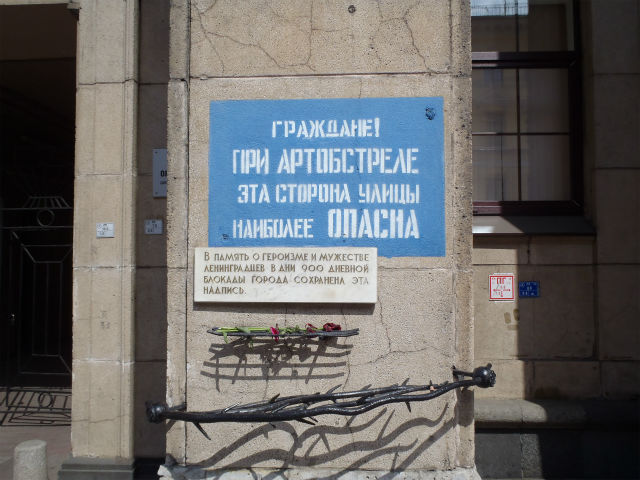 ГРАЖДАНЕ!
ПРИ АРТОБСТРЕЛЕ
ЭТА СТОРОНА УЛИЦЫ
НАИБОЛЕЕ ОПАСНА
В ПАМЯТЬ О ГЕРОИЗМЕ И МУЖЕСТВЕ
ЛЕНИНГРАДЦЕВ В ДНИ 900 ДНЕВНОЙ
БЛОКАДЫ ГОРОДА СОХРАНЕНА ЭТА
НАДПИСЬ.